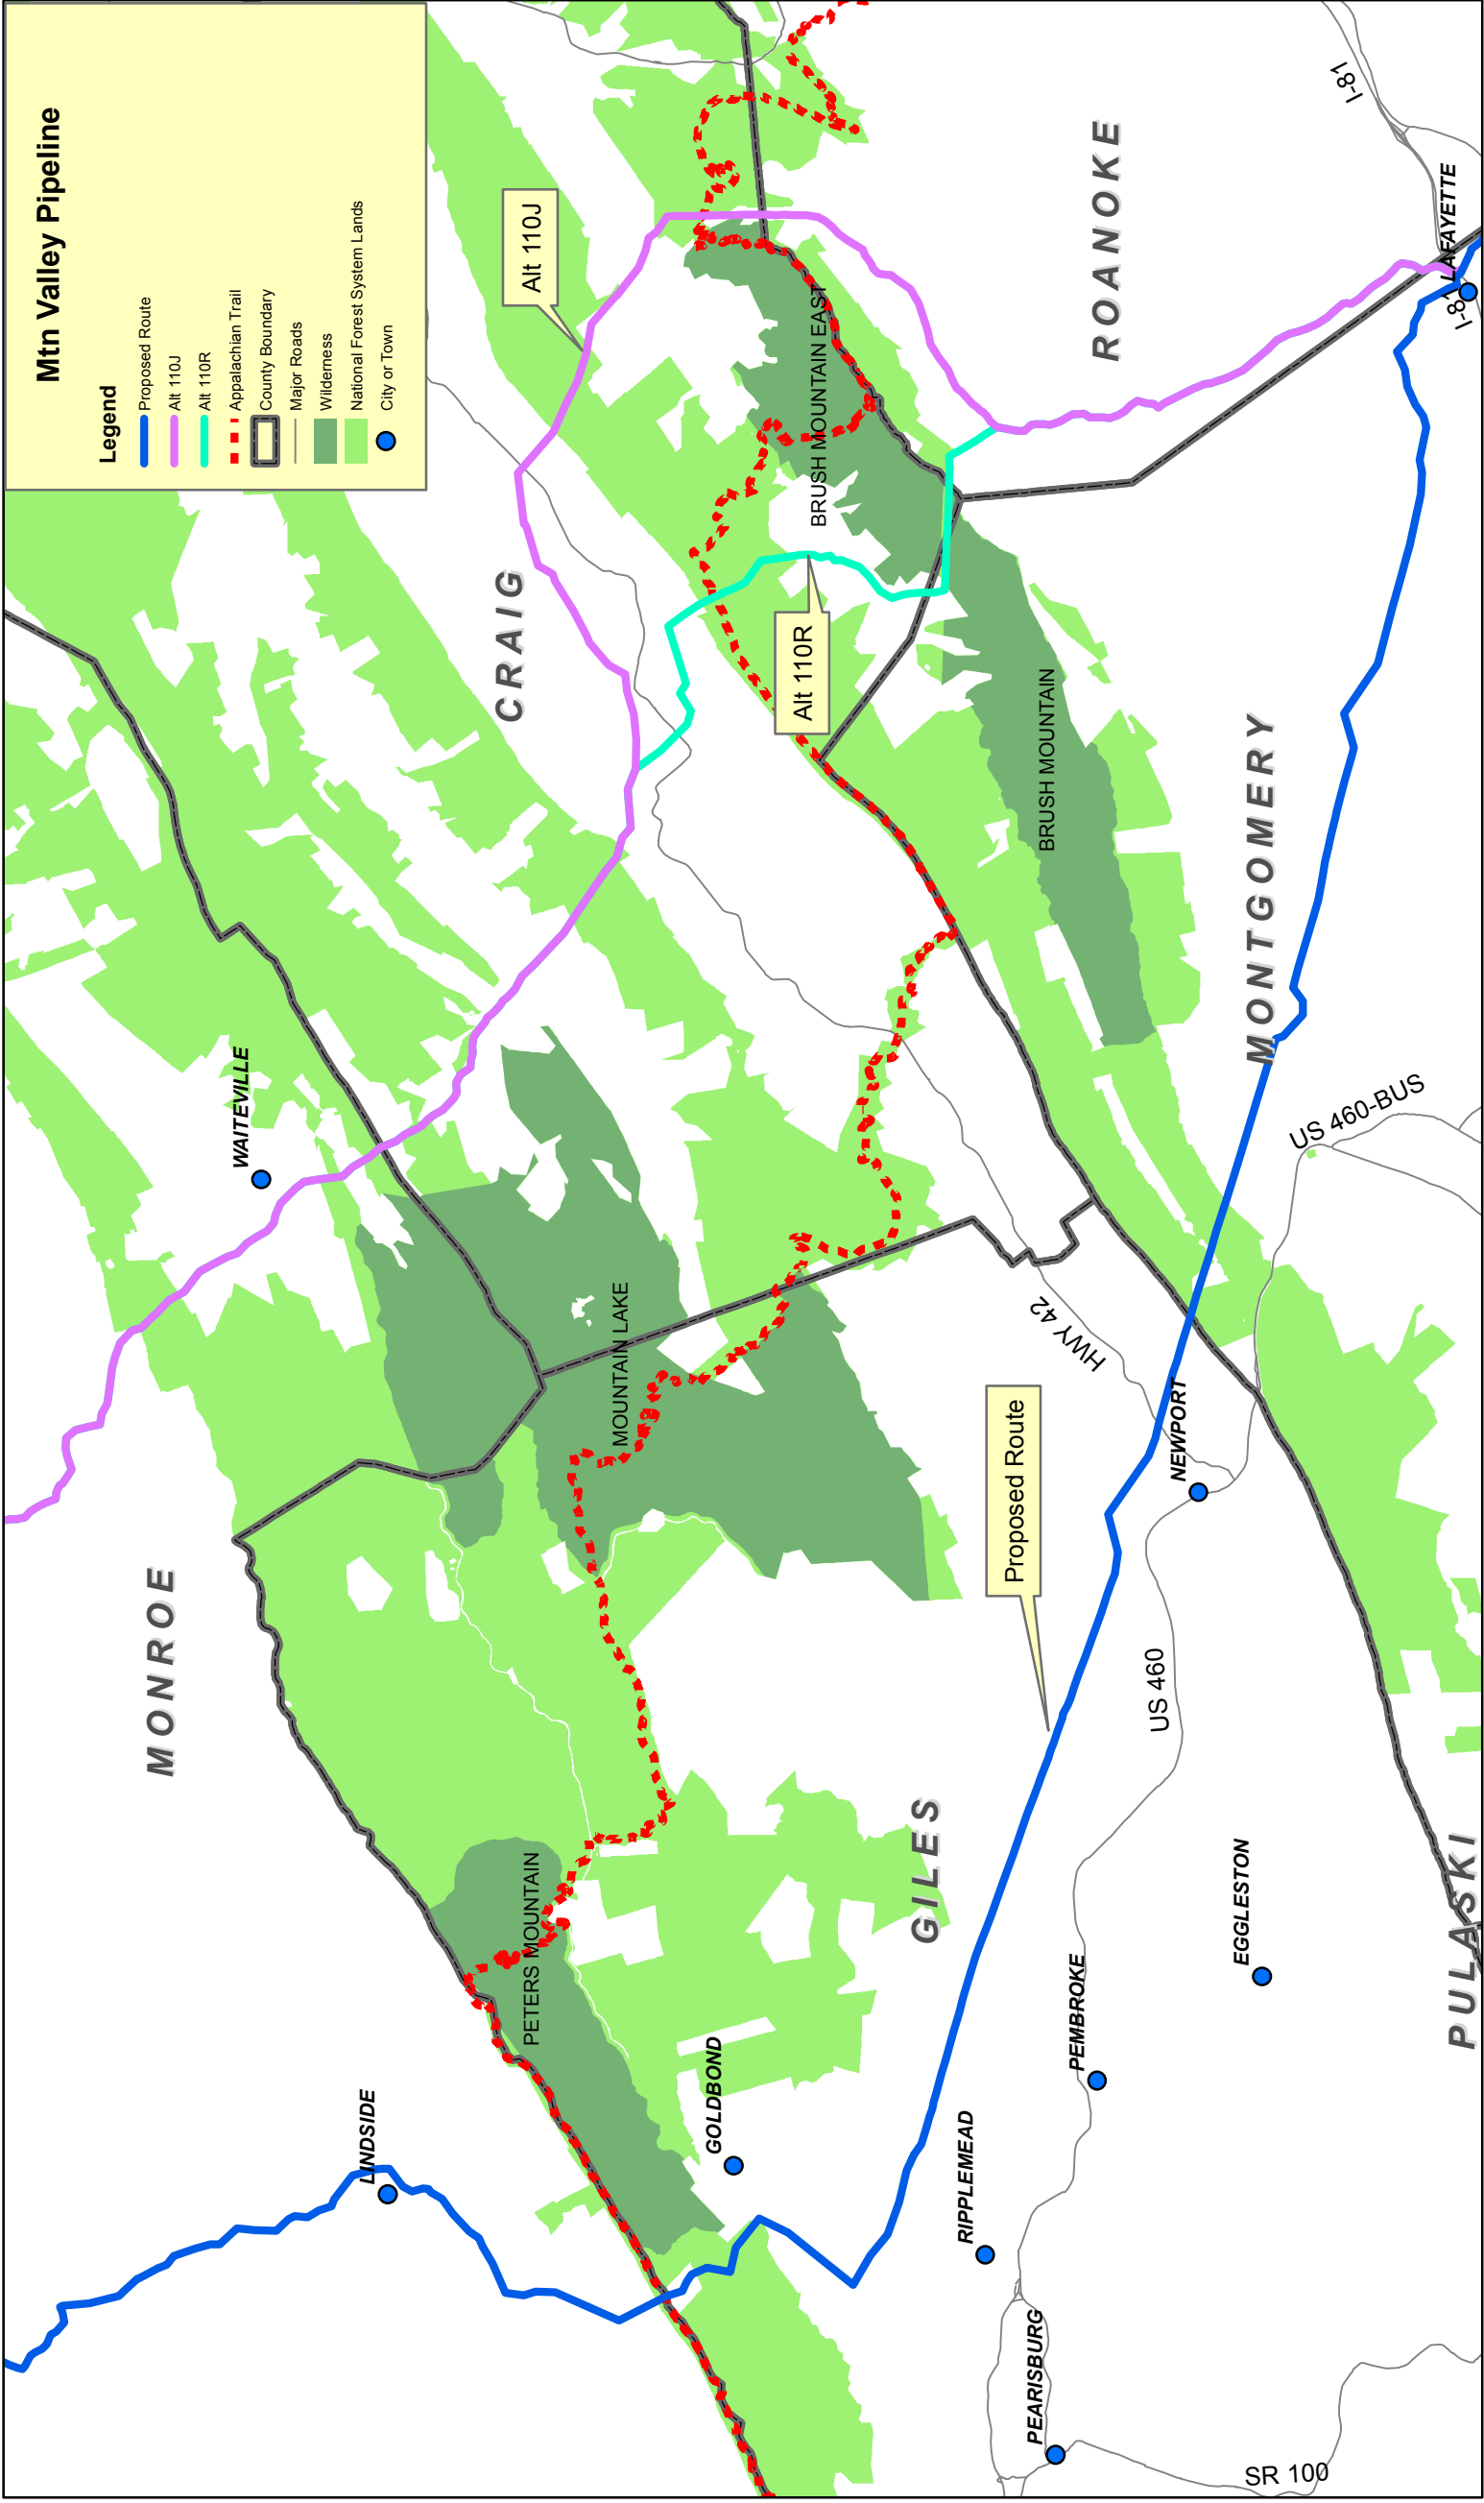 Mtn Valley Pipeline
Legend
Proposed Route
Alt 110J
Alt 110R
Appalachian Trail
County Boundary
Major Roads
Wilderness
National Forest System Lands
City or Town
MONROE
LINDSIDE
WAITEVILLE
CRAIG
Alt 110J
PETERS MOUNTAIN
MOUNTAIN LAKE
GOLDBOND
Alt 110R
BRUSH MOUNTAIN EAST
GILES
RIPPLEMEAD
Proposed Route
BRUSH MOUNTAIN
ROANOKE
PEARISBURG
PEMBROKE
HWY 42
US 460
NEWPORT
EGGLESTON
MONTGOMERY
US 460-BUS
SR 100
I-81
LAFAYETTE
I-81
PULASKI